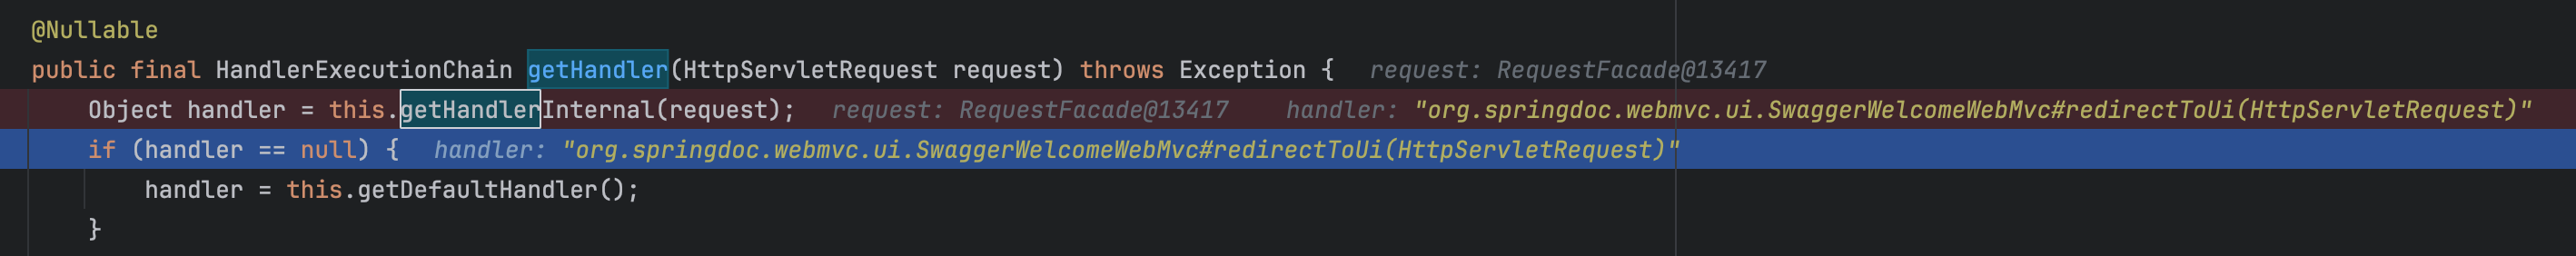 @Nullable
public final HandlerExecutionChain getHandler(HttpServletRequest request) throws Exception { request: RequestFacade@13417
Object handler = this.getHandlerInternal(request); request: RequestFacade@13417 handler: "org.springdoc.webmvc.ui.SwaggerWelcomeWebMvc#redirectToUi(HttpServletRequest)"
if (handler == null) { handler: "org.springdoc.webmvc.ui.SwaggerWelcomeWebMvc#redirectToUi(HttpServletRequest)"
handler = this.getDefaultHandler();
}